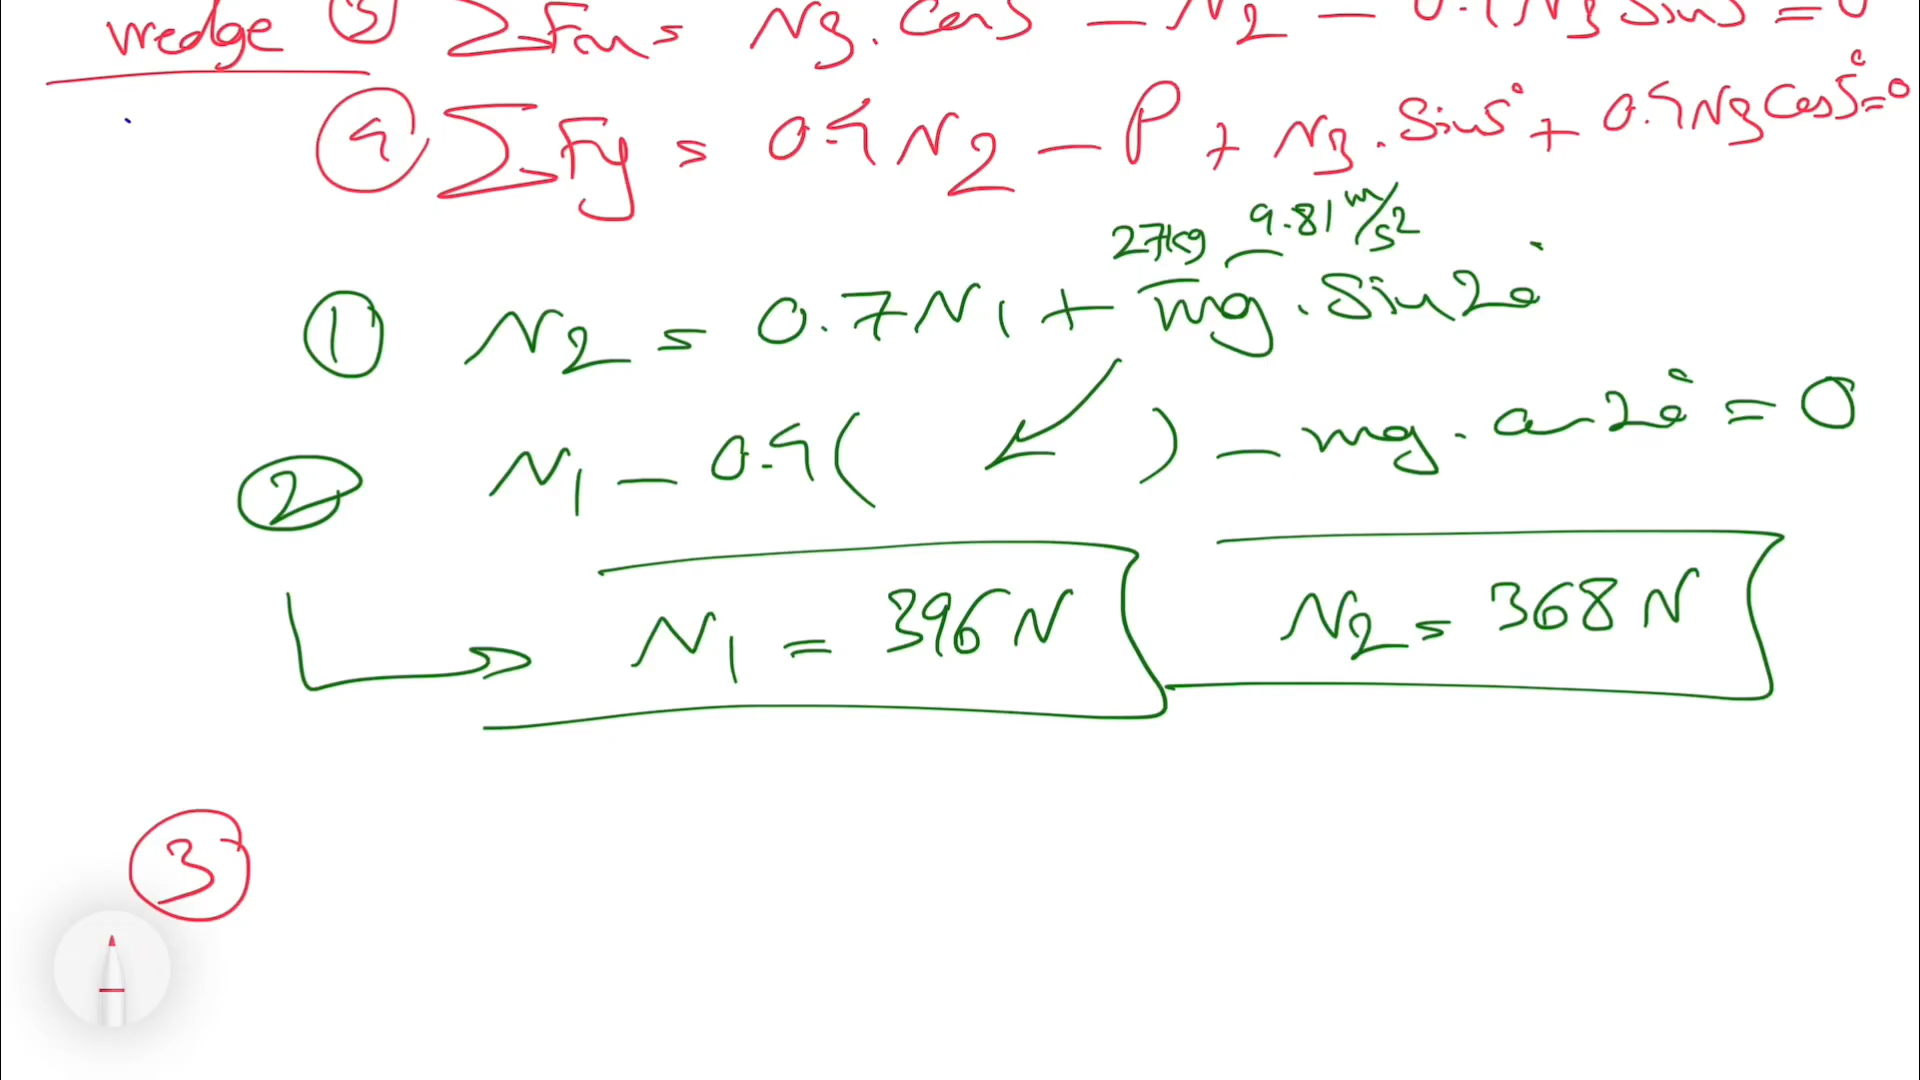 wedge ③ ΣFx = N3 . Cos5 - N2 - 0.4 N3 Sin5 = 0
④ ΣFy = 0.4 N2 - P + N3 . Sin5° + 0.4 N3 Cos5° = 0
27kg 9.81 m/s2
① N2 = 0.7 N1 + mg . Sin20°
② N1 - 0.4 ( ) - mg . cos20° = 0
N1 = 396 N N2 = 368 N
③